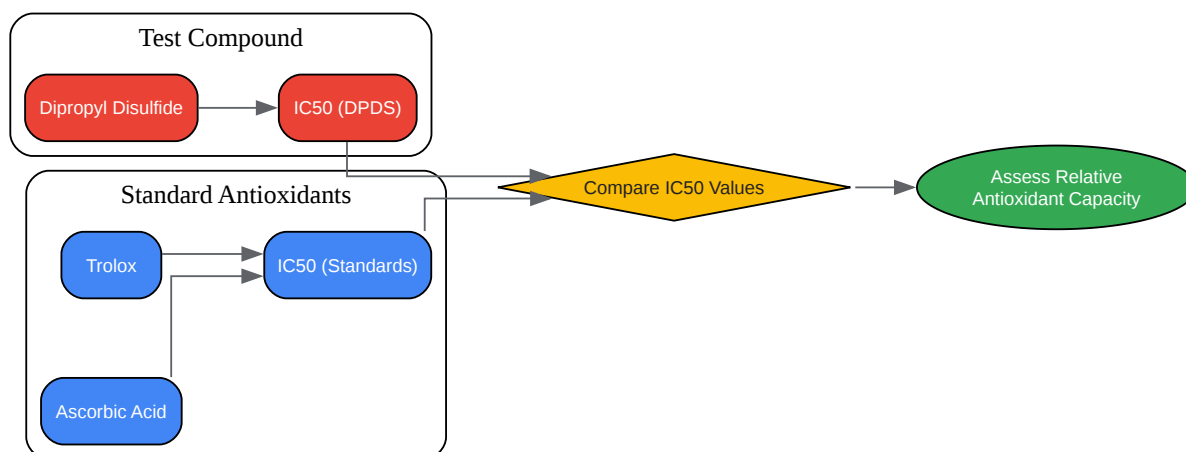 Test Compound
Dipropyl Disulfide
IC50 (DPDS)
Standard Antioxidants
Trolox
IC50 (Standards)
Ascorbic Acid
Compare IC50 Values
Assess Relative
Antioxidant Capacity